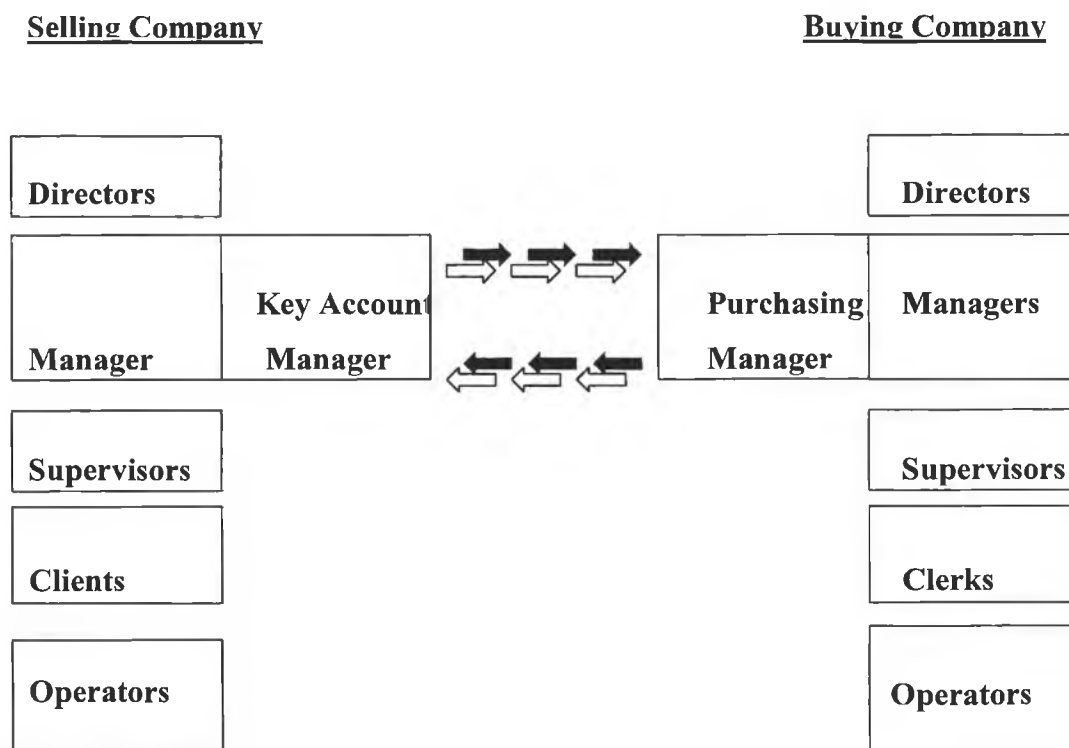 Selling Company
Buying Company
Directors
Directors
Key Account
Purchasing
Managers
Manager
Manager
Manager
Supervisors
Supervisors
Clients
Clerks
Operators
Operators